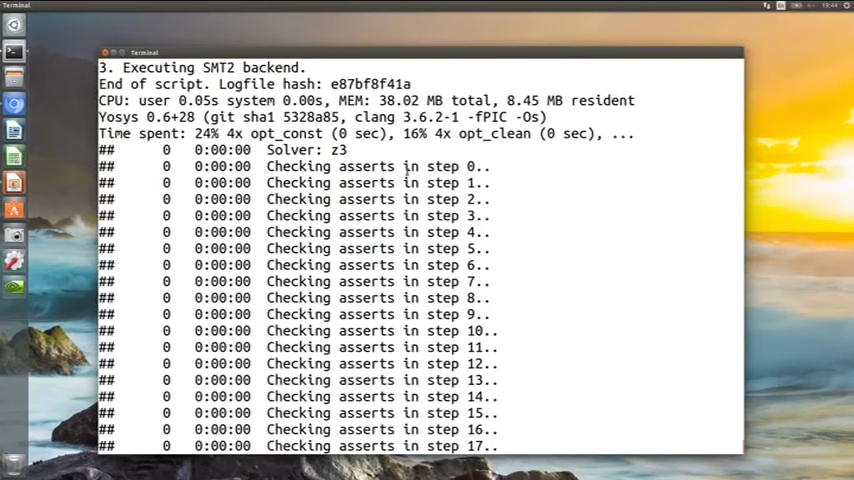 Terminal
En
19:44
Terminal
3. Executing SMT2 backend.
End of script. Logfile hash: e87bf8f41a
CPU: user 0.05s system 0.00s, MEM: 38.02 MB total, 8.45 MB resident
Yosys 0.6+28 (git sha1 5328a85, clang 3.6.2-1 -fPIC -Os)
Time spent: 24% 4x opt_const (0 sec), 16% 4x opt_clean (0 sec), ...
## 0 0:00:00 Solver: z3
## 0 0:00:00 Checking asserts in step 0..
## 0 0:00:00 Checking asserts in step 1..
## 0 0:00:00 Checking asserts in step 2..
## 0 0:00:00 Checking asserts in step 3..
## 0 0:00:00 Checking asserts in step 4..
## 0 0:00:00 Checking asserts in step 5..
## 0 0:00:00 Checking asserts in step 6..
## 0 0:00:00 Checking asserts in step 7..
## 0 0:00:00 Checking asserts in step 8..
## 0 0:00:00 Checking asserts in step 9..
## 0 0:00:00 Checking asserts in step 10..
## 0 0:00:00 Checking asserts in step 11..
## 0 0:00:00 Checking asserts in step 12..
## 0 0:00:00 Checking asserts in step 13..
## 0 0:00:00 Checking asserts in step 14..
## 0 0:00:00 Checking asserts in step 15..
## 0 0:00:00 Checking asserts in step 16..
## 0 0:00:00 Checking asserts in step 17..